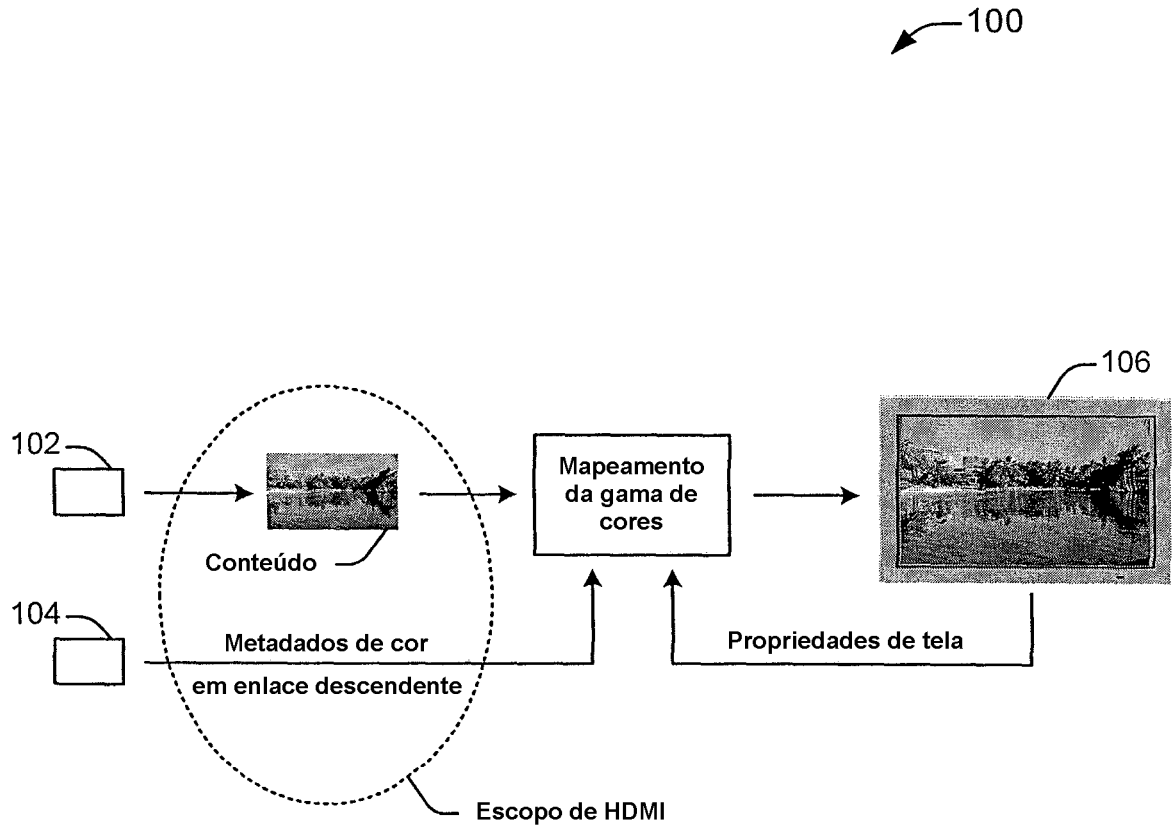 100
106
102
Mapeamento
da gama de
cores
Conteúdo
104
Metadados de cor
em enlace descendente
Propriedades de tela
Escopo de HDMI